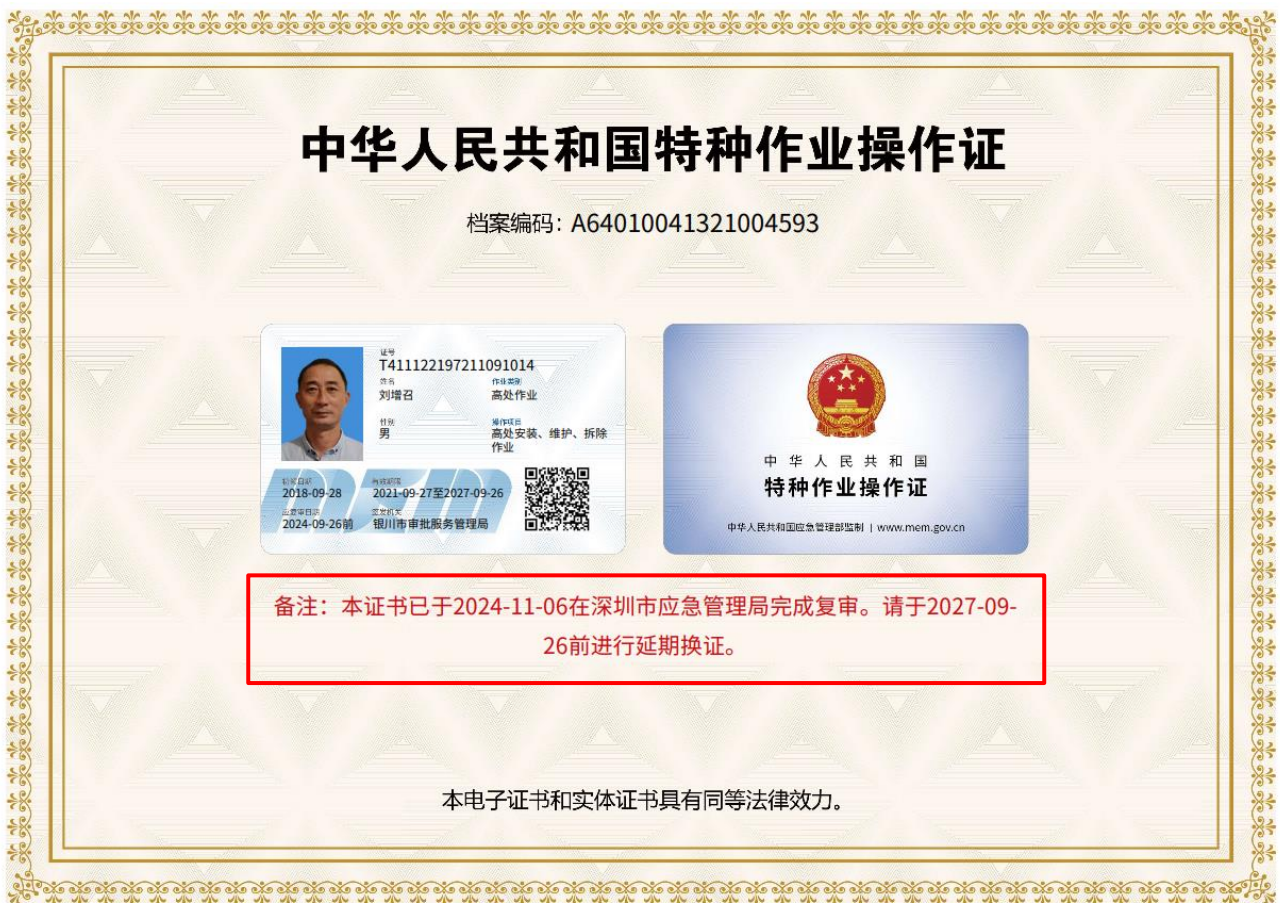 中华人民共和国特种作业操作证
档案编码：A64010041321004593
证号
T411122197211091014
姓名
刘增召
作业类别
高处作业
性别
男
操作项目
高处安装、维护、拆除
作业
初领日期
2018-09-28
有效期限
2021-09-27至2027-09-26
应复审日期
2024-09-26前
签发机关
银川市审批服务管理局
中华人民共和国
特种作业操作证
中华人民共和国应急管理部监制 | www.mem.gov.cn
备注：本证书已于2024-11-06在深圳市应急管理局完成复审。请于2027-09-
26前进行延期换证。
本电子证书和实体证书具有同等法律效力。